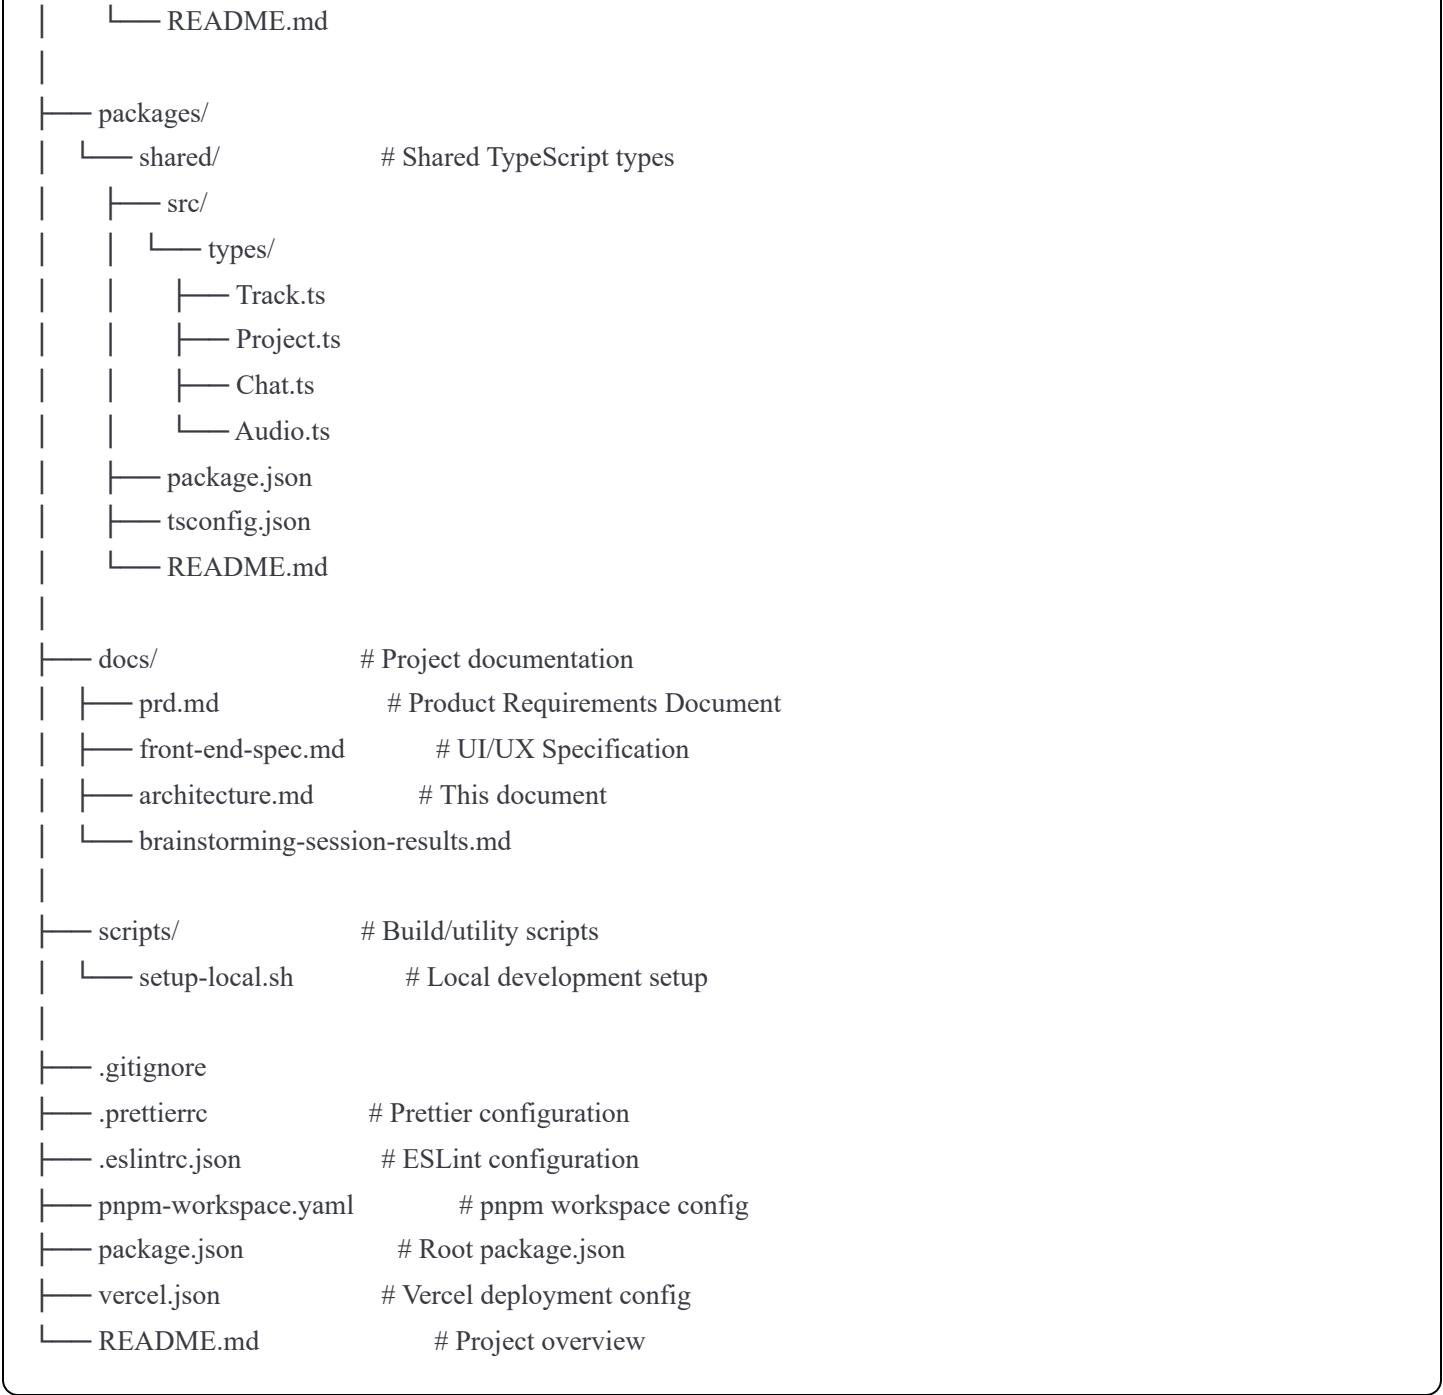 │ └── README.md
│
├── packages/
│ └── shared/ # Shared TypeScript types
│ ├── src/
│ │ └── types/
│ │ ├── Track.ts
│ │ ├── Project.ts
│ │ ├── Chat.ts
│ │ └── Audio.ts
│ ├── package.json
│ ├── tsconfig.json
│ └── README.md
│
├── docs/ # Project documentation
│ ├── prd.md # Product Requirements Document
│ ├── front-end-spec.md # UI/UX Specification
│ ├── architecture.md # This document
│ └── brainstorming-session-results.md
│
├── scripts/ # Build/utility scripts
│ └── setup-local.sh # Local development setup
│
├── .gitignore
├── .prettierrc # Prettier configuration
├── .eslintrc.json # ESLint configuration
├── pnpm-workspace.yaml # pnpm workspace config
├── package.json # Root package.json
├── vercel.json # Vercel deployment config
└── README.md # Project overview